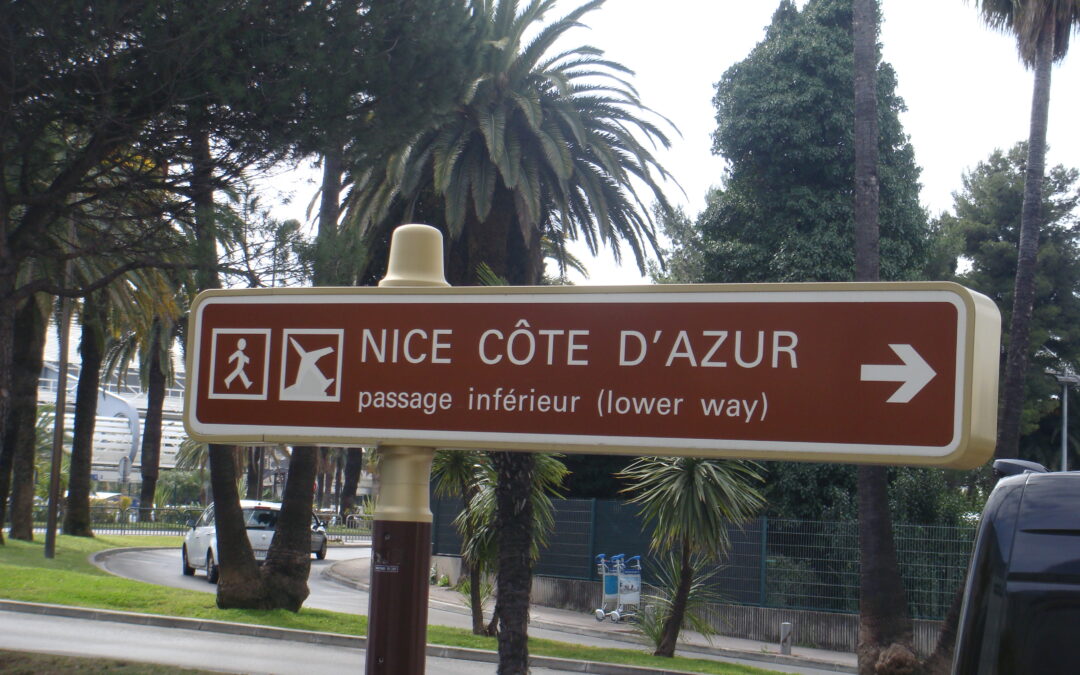 NICE CÔTE D'AZUR
passage inférieur (lower way)